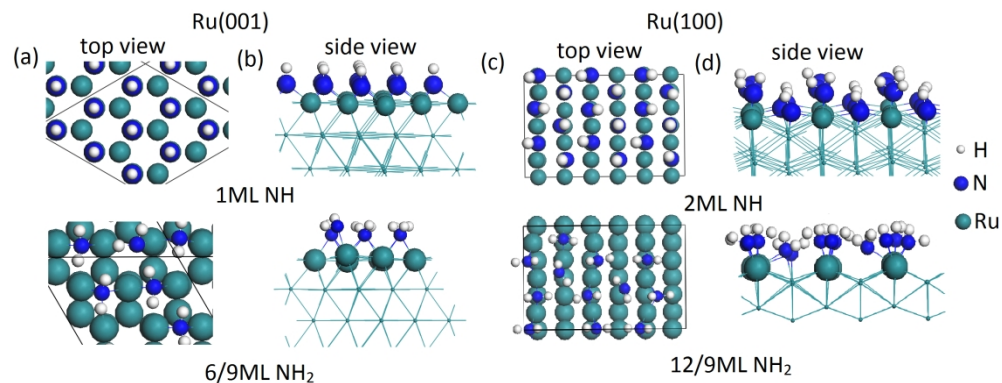 Ru(001)
Ru(100)
(a)
top view
(b)
side view
(c)
top view
(d)
side view
H
N
Ru
1ML NH
2ML NH
6/9ML NH₂
12/9ML NH₂